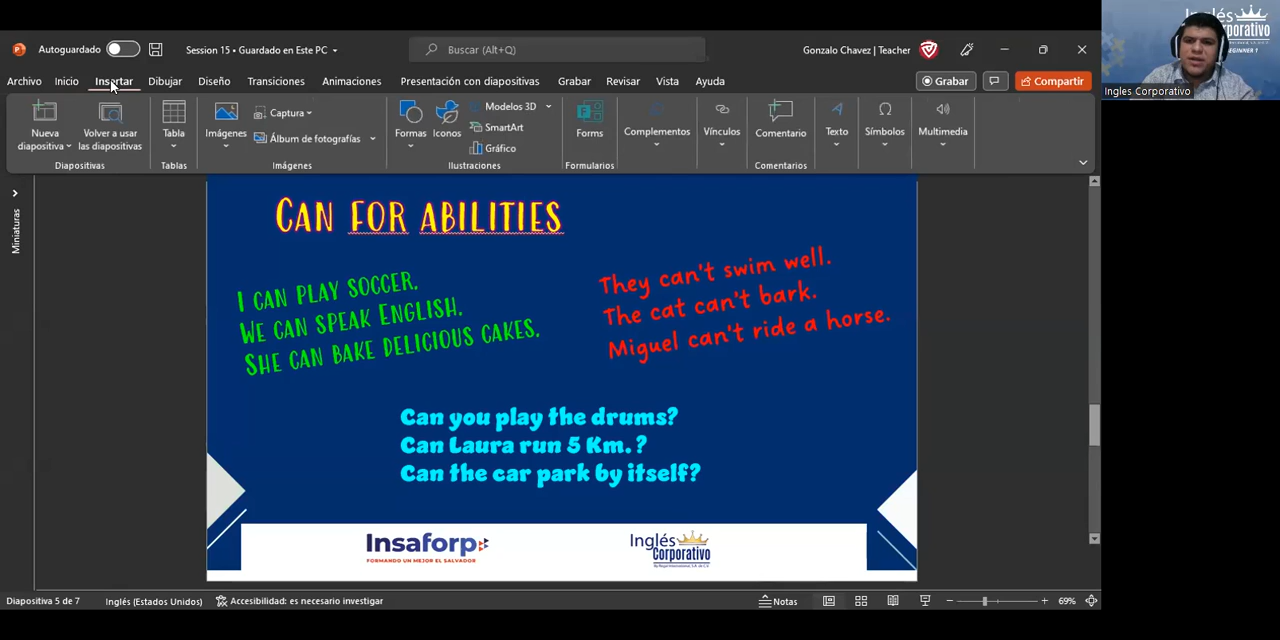 Autoguardado
Session 15 • Guardado en Este PC
Buscar (Alt+Q)
Gonzalo Chavez | Teacher
Archivo Inicio Insertar Dibujar Diseño Transiciones Animaciones Presentación con diapositivas Grabar Revisar Vista Ayuda
Grabar
Compartir
Nueva diapositiva
Volver a usar las diapositivas
Tabla
Imágenes
Captura
Álbum de fotografías
Formas
Iconos
Modelos 3D
SmartArt
Gráfico
Forms
Complementos
Vínculos
Comentario
Texto
Símbolos
Multimedia
Diapositivas Tablas Imágenes Ilustraciones Formularios Comentarios
Inglés
BEGINNER 1
Ingles Corporativo
Miniaturas
Can for abilities
I can play soccer.
We can speak English.
She can bake delicious cakes.
They can't swim well.
The cat can't bark.
Miguel can't ride a horse.
Can you play the drums?
Can Laura run 5 Km.?
Can the car park by itself?
Insaforp
FORMANDO UN MEJOR EL SALVADOR
Inglés
Corporativo
Diapositiva 5 de 7
Inglés (Estados Unidos)
Accesibilidad: es necesario investigar
Notas
69%